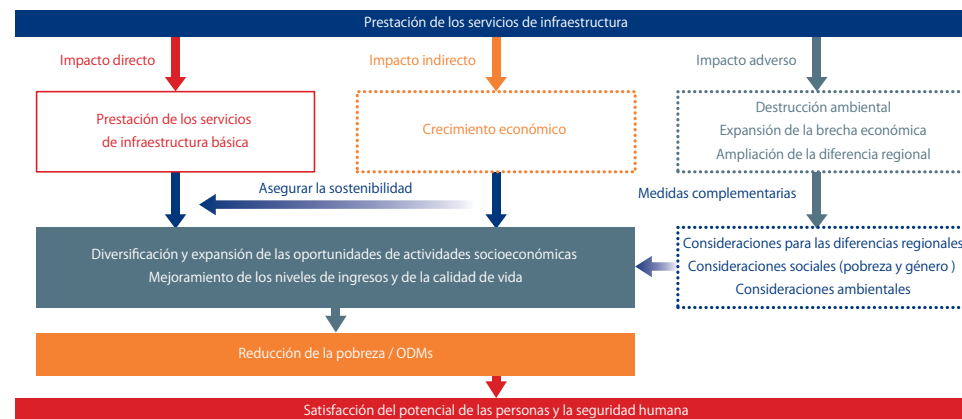 Prestación de los servicios de infraestructura
Impacto directo
Impacto indirecto
Impacto adverso
Prestación de los servicios
de infraestructura básica
Crecimiento económico
Destrucción ambiental
Expansión de la brecha económica
Ampliación de la diferencia regional
Asegurar la sostenibilidad
Medidas complementarias
Diversificación y expansión de las oportunidades de actividades socioeconómicas
Mejoramiento de los niveles de ingresos y de la calidad de vida
Consideraciones para las diferencias regionales
Consideraciones sociales (pobreza y género )
Consideraciones ambientales
Reducción de la pobreza / ODMs
Satisfacción del potencial de las personas y la seguridad humana